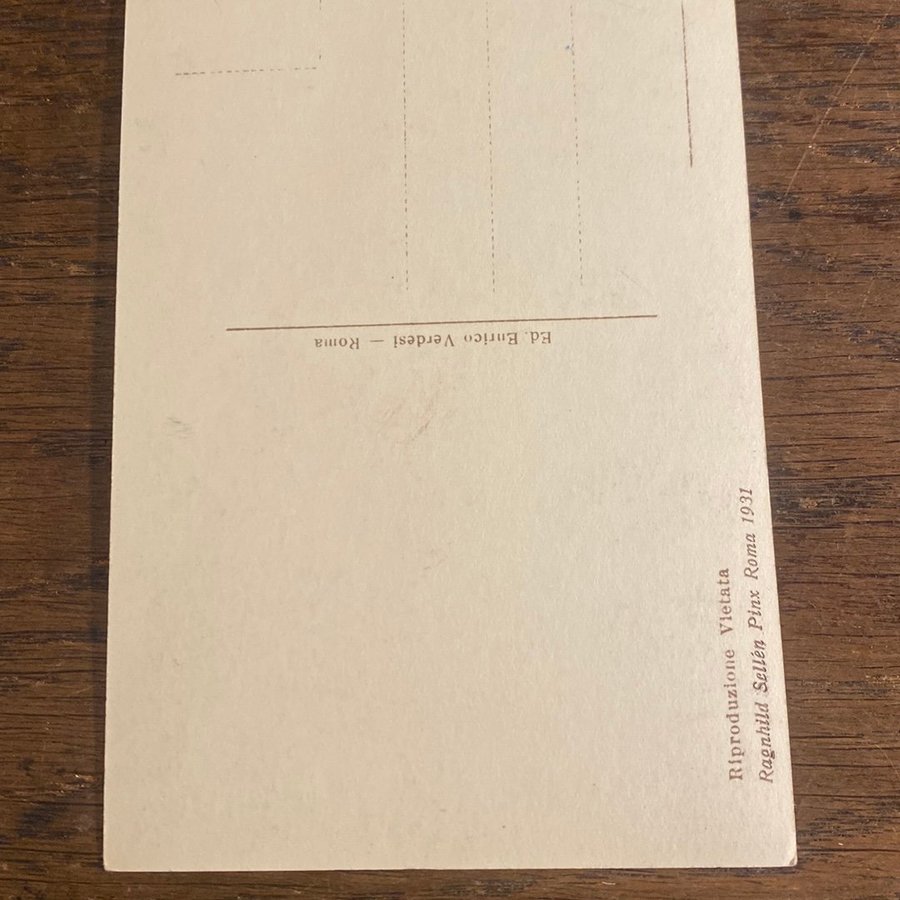 Ed. Enrico Verdesi — Roma
Riproduzione Vietata
Ragnhild Sellén Pinx Roma 1931